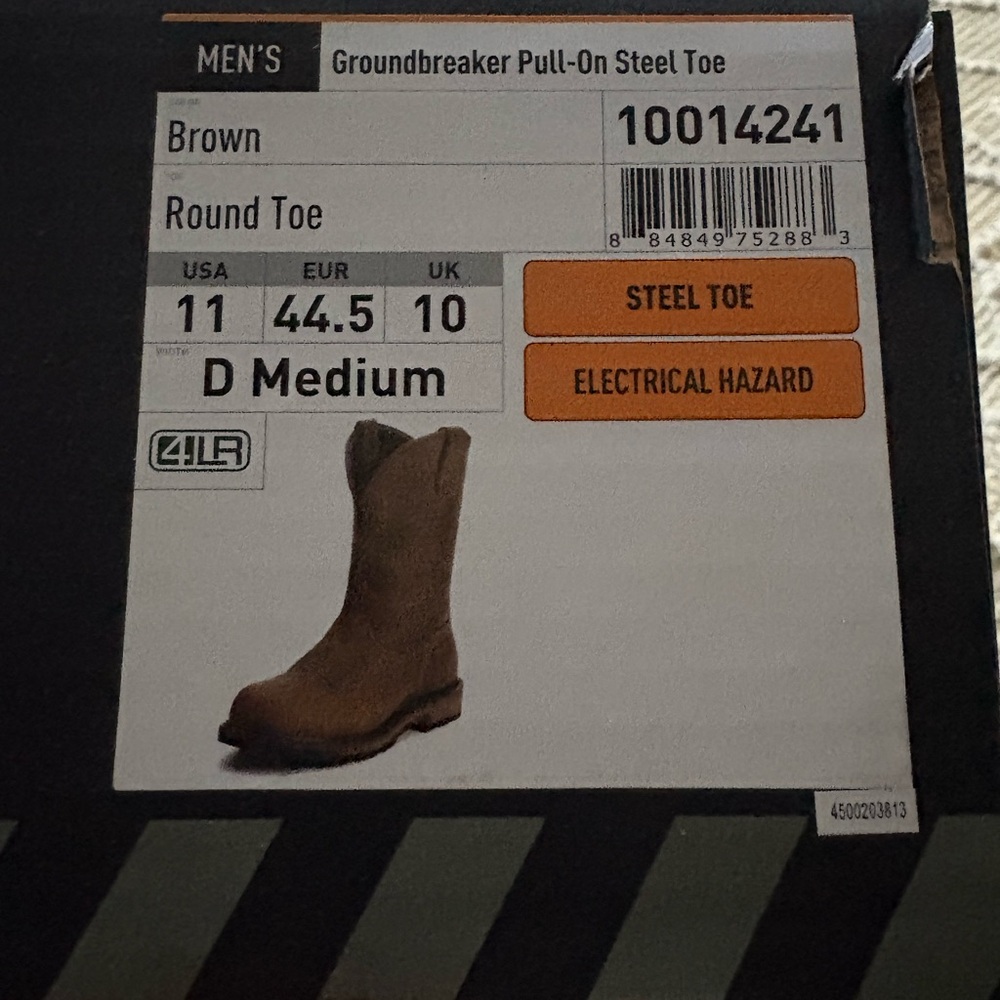 MEN'S Groundbreaker Pull-On Steel Toe
Brown
10014241
Round Toe
8 84849 75288 3
USA EUR UK
11 44.5 10
STEEL TOE
WIDTH
D Medium
ELECTRICAL HAZARD
4LR
4500203813